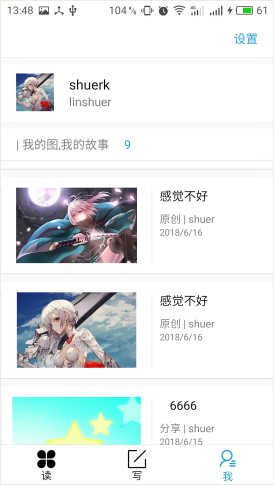 13:48 104 ⁴ᴳ 61
设置
shuerk
linshuer
| 我的图,我的故事 9
感觉不好
原创 | shuer
2018/6/16
感觉不好
原创 | shuer
2018/6/16
6666
分享 | shuer
2018/6/15
读 写 我